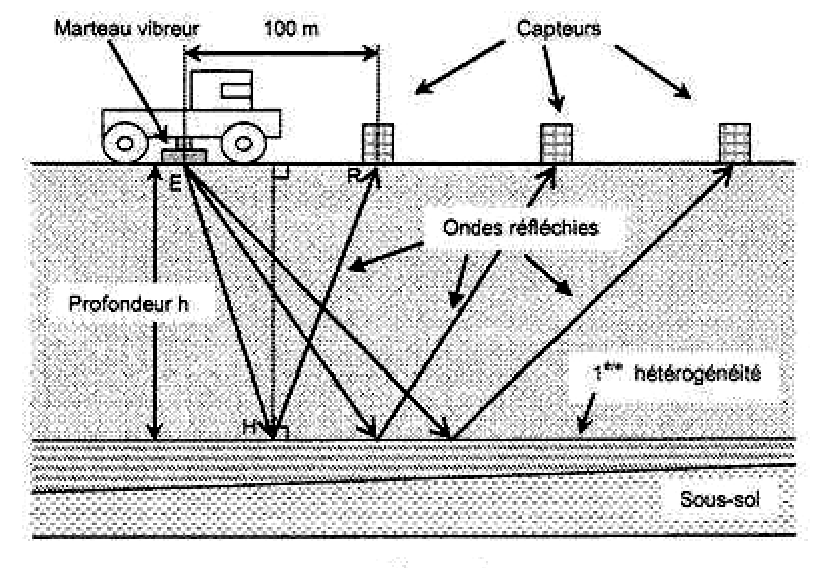 Marteau vibreur
100 m
Capteurs
E
R
Ondes réfléchies
Profondeur h
1ère hétérogénéité
H
Sous-sol